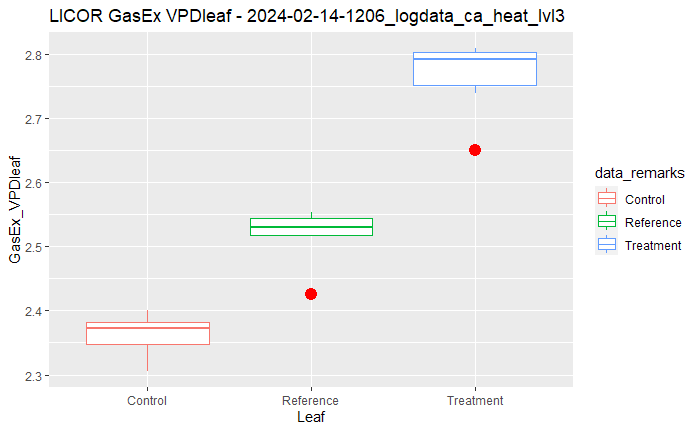 LICOR GasEx VPDleaf - 2024-02-14-1206_logdata_ca_heat_lvl3
GasEx_VPDleaf
2.8
2.7
2.6
2.5
2.4
2.3
Control
Reference
Treatment
Leaf
data_remarks
Control
Reference
Treatment